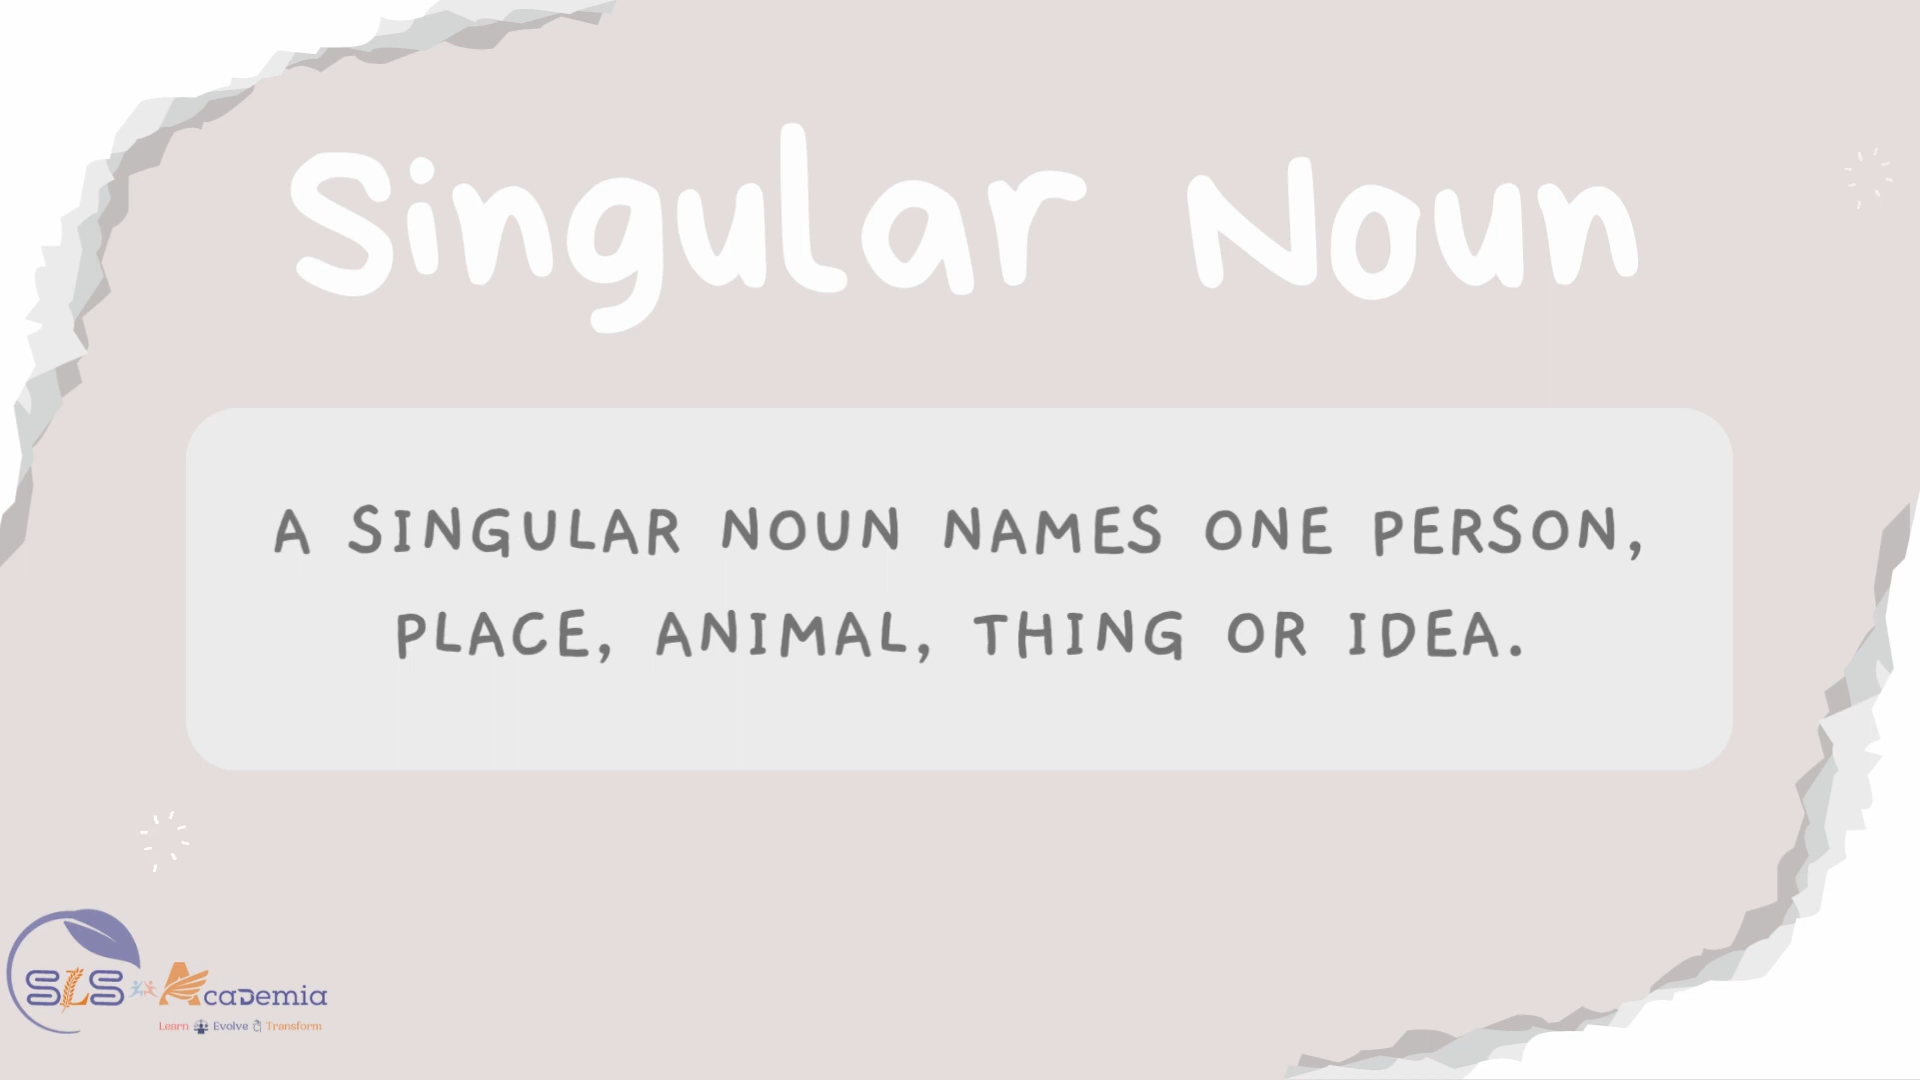 Singular Noun
A SINGULAR NOUN NAMES ONE PERSON,
PLACE, ANIMAL, THING OR IDEA.
SLS Academia
Learn Evolve Transform